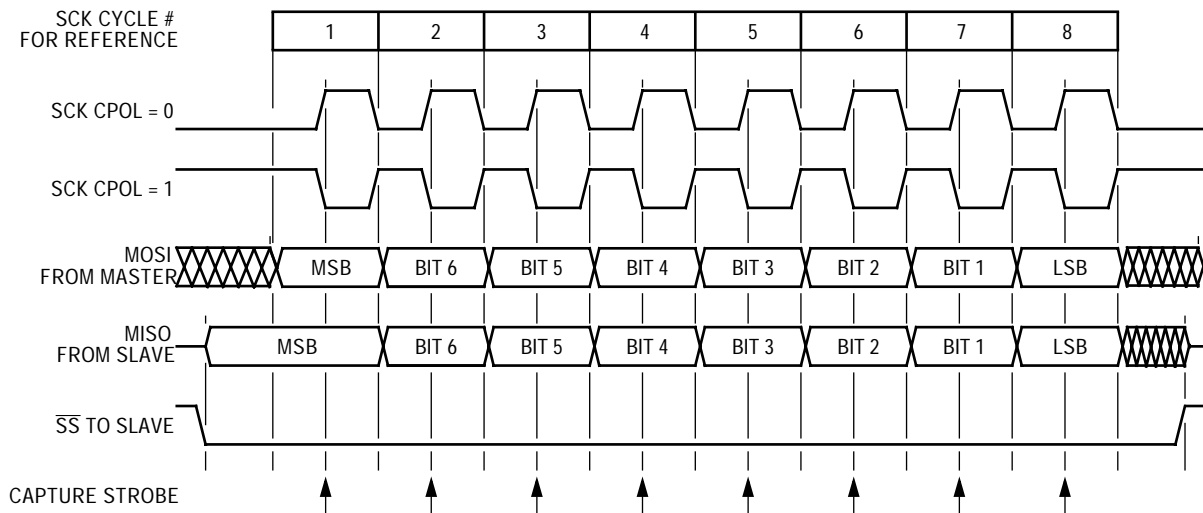 SCK CYCLE #
FOR REFERENCE
1 2 3 4 5 6 7 8
SCK CPOL = 0
SCK CPOL = 1
MOSI
FROM MASTER
MSB BIT 6 BIT 5 BIT 4 BIT 3 BIT 2 BIT 1 LSB
MISO
FROM SLAVE
MSB BIT 6 BIT 5 BIT 4 BIT 3 BIT 2 BIT 1 LSB
S̅S̅ TO SLAVE
CAPTURE STROBE